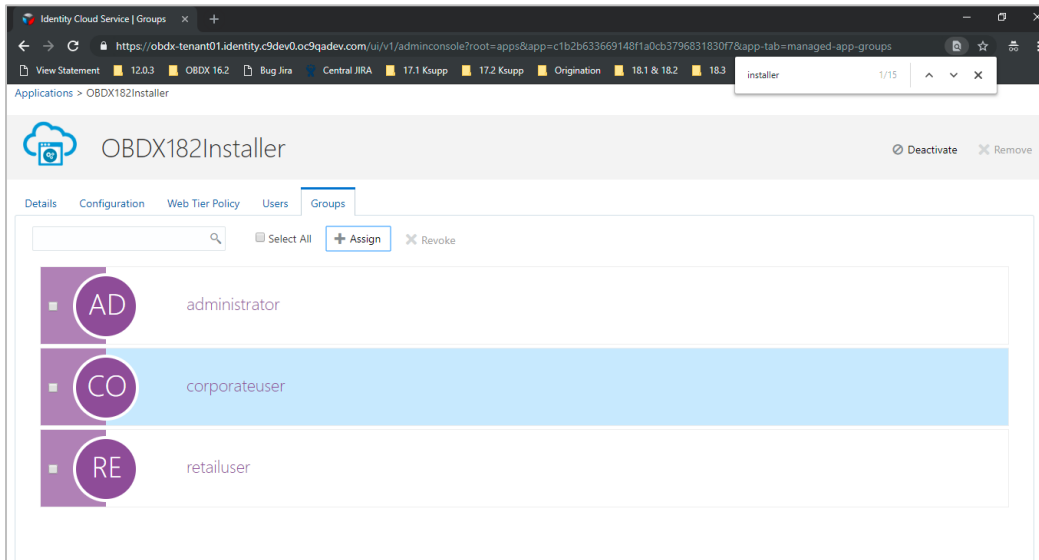 Identity Cloud Service | Groups
https://obdx-tenant01.identity.c9dev0.oc9qadev.com/ui/v1/adminconsole?root=apps&app=c1b2b633669148f1a0cb3796831830f7&app-tab=managed-app-groups
View Statement 12.0.3 OBDX 16.2 Bug Jira Central JIRA 17.1 Ksupp 17.2 Ksupp Origination 18.1 & 18.2 18.3
installer 1/15
Applications > OBDX182Installer
OBDX182Installer
Deactivate Remove
Details Configuration Web Tier Policy Users Groups
Select All Assign Revoke
AD administrator
CO corporateuser
RE retailuser